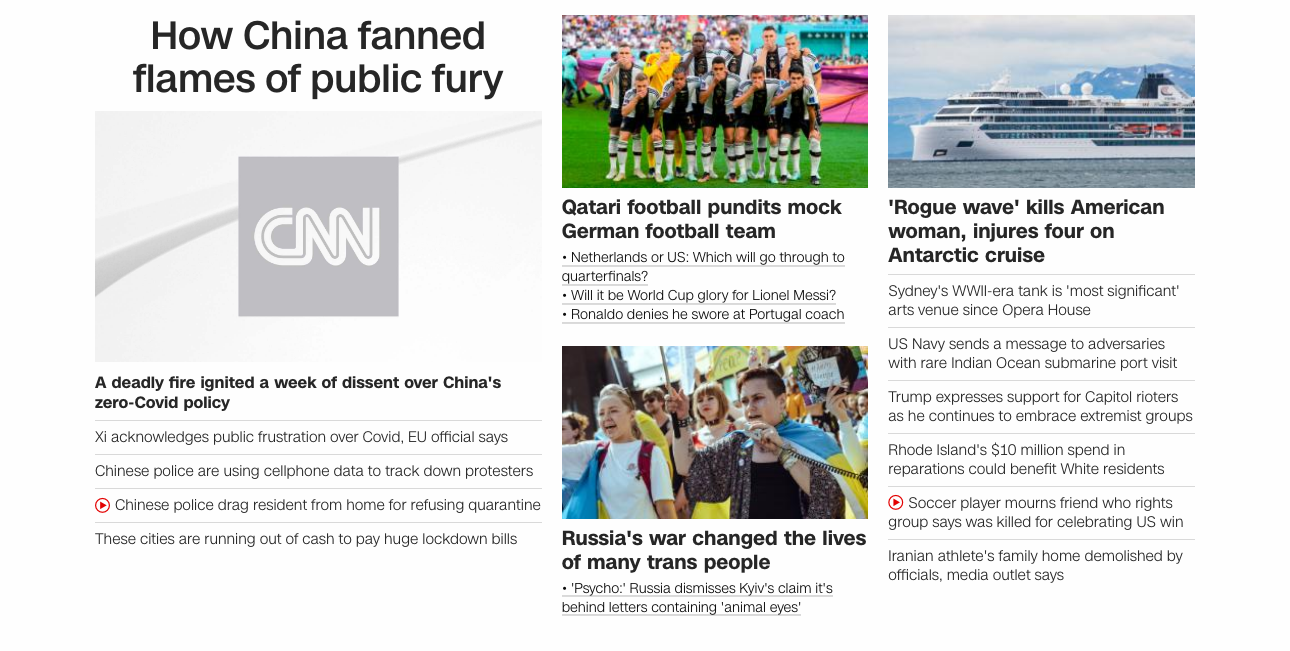 How China fanned
flames of public fury
CNN
A deadly fire ignited a week of dissent over China's
zero-Covid policy
Xi acknowledges public frustration over Covid, EU official says
Chinese police are using cellphone data to track down protesters
Chinese police drag resident from home for refusing quarantine
These cities are running out of cash to pay huge lockdown bills
Qatari football pundits mock
German football team
• Netherlands or US: Which will go through to
quarterfinals?
• Will it be World Cup glory for Lionel Messi?
• Ronaldo denies he swore at Portugal coach
Russia's war changed the lives
of many trans people
• 'Psycho:' Russia dismisses Kyiv's claim it's
behind letters containing 'animal eyes'
'Rogue wave' kills American
woman, injures four on
Antarctic cruise
Sydney's WWII-era tank is 'most significant'
arts venue since Opera House
US Navy sends a message to adversaries
with rare Indian Ocean submarine port visit
Trump expresses support for Capitol rioters
as he continues to embrace extremist groups
Rhode Island's $10 million spend in
reparations could benefit White residents
Soccer player mourns friend who rights
group says was killed for celebrating US win
Iranian athlete's family home demolished by
officials, media outlet says